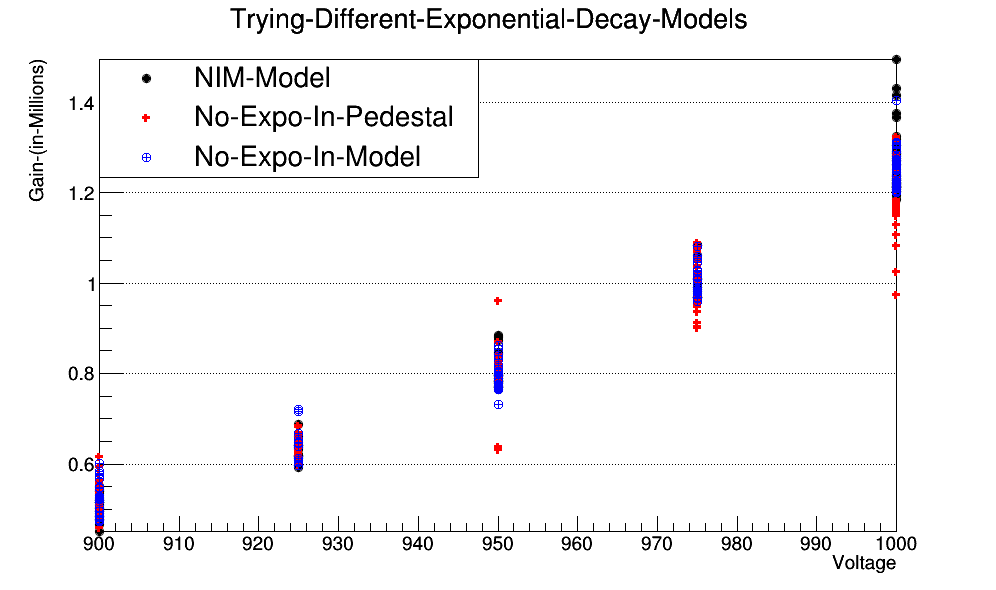 Trying-Different-Exponential-Decay-Models
Gain-(in-Millions)
NIM-Model
No-Expo-In-Pedestal
No-Expo-In-Model
1.4
1.2
1
0.8
0.6
900 910 920 930 940 950 960 970 980 990 1000
Voltage